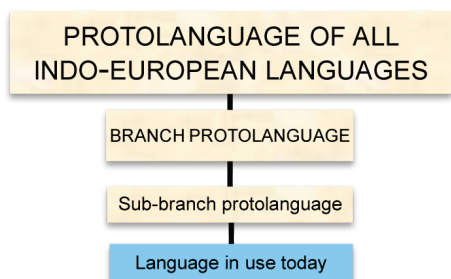 PROTOLANGUAGE OF ALL
INDO-EUROPEAN LANGUAGES
BRANCH PROTOLANGUAGE
Sub-branch protolanguage
Language in use today